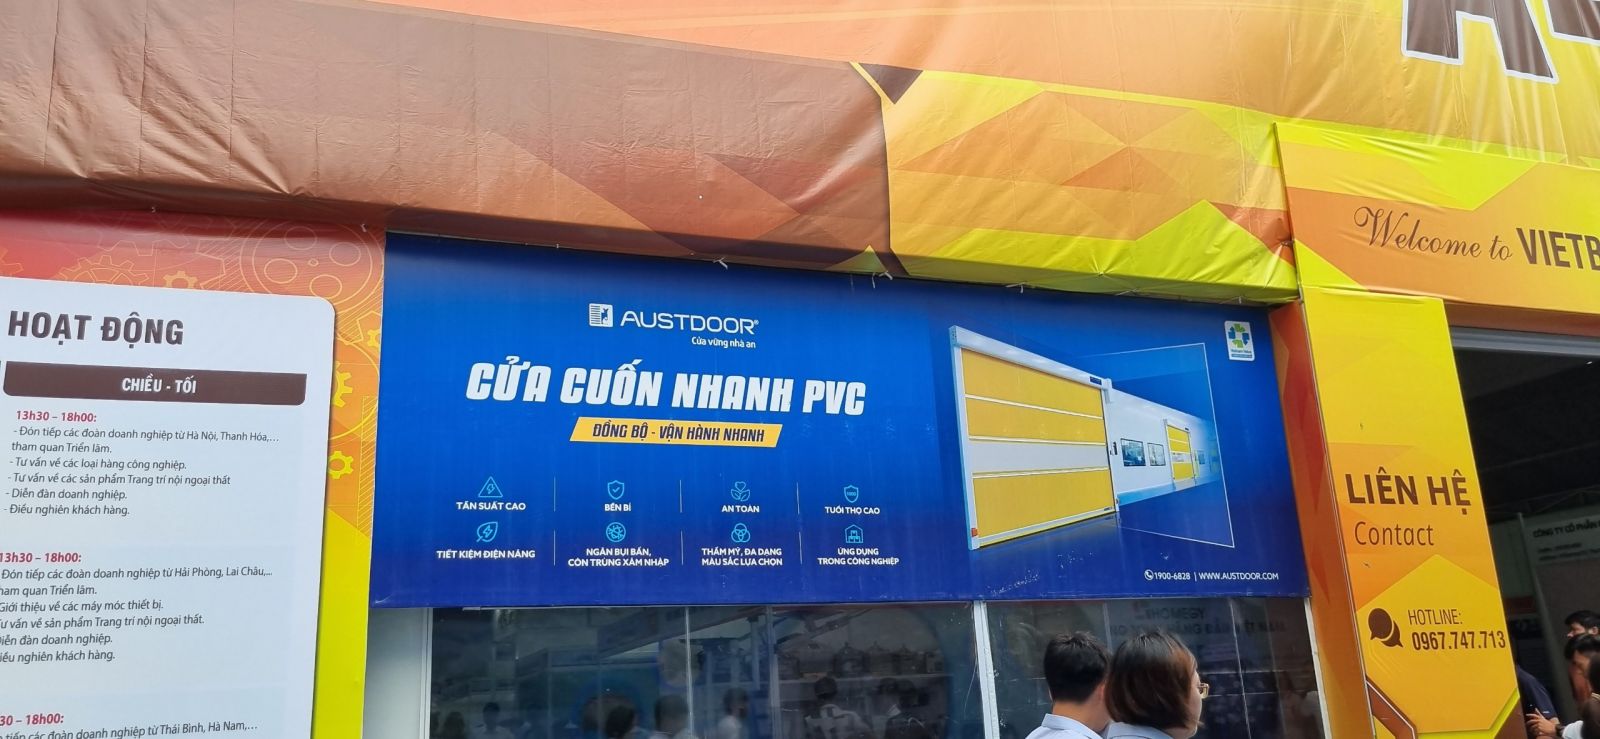 HOẠT ĐỘNG
CHIỀU - TỐI
13h30 – 18h00:
- Đón tiếp các đoàn doanh nghiệp từ Hà Nội, Thanh Hóa,...
tham quan Triển lãm.
- Tư vấn về các loại hàng công nghiệp.
- Tư vấn về các sản phẩm Trang trí nội ngoại thất
- Diễn đàn doanh nghiệp.
- Điều nghiên khách hàng.
13h30 – 18h00:
Đón tiếp các đoàn doanh nghiệp từ Hải Phòng, Lai Châu,...
ham quan Triển lãm.
Giới thiệu về các máy móc thiết bị.
ư vấn về sản phẩm Trang trí nội ngoại thất.
iễn đàn doanh nghiệp.
iều nghiên khách hàng.
30 – 18h00:
n tiếp các đoàn doanh nghiệp từ Thái Bình, Hà Nam,...
AUSTDOOR®
Cửa vững nhà an
CỬA CUỐN NHANH PVC
ĐỒNG BỘ - VẬN HÀNH NHANH
TẦN SUẤT CAO
BỀN BỈ
AN TOÀN
TUỔI THỌ CAO
TIẾT KIỆM ĐIỆN NĂNG
NGĂN BỤI BẨN,
CÔN TRÙNG XÂM NHẬP
THẨM MỸ, ĐA DẠNG
MÀU SẮC LỰA CHỌN
ỨNG DỤNG
TRONG CÔNG NGHIỆP
1900-6828 | WWW.AUSTDOOR.COM
Welcome to VIETB
LIÊN HỆ
Contact
HOTLINE:
0967.747.713
HOMEGY